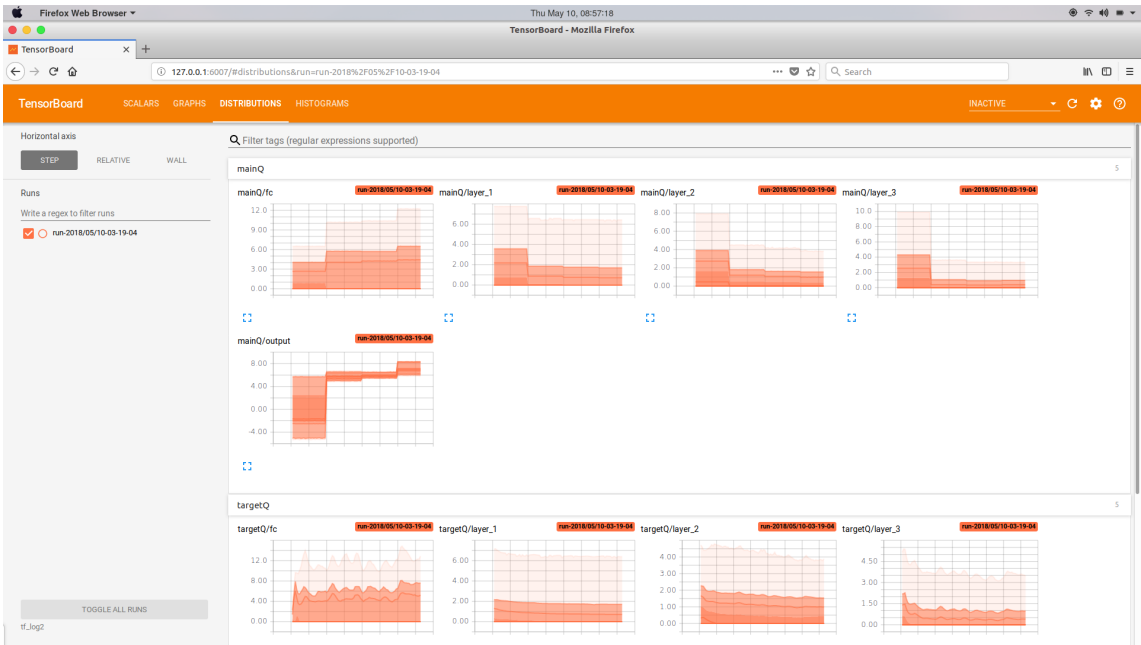 Firefox Web Browser
Thu May 10, 08:57:18
TensorBoard - Mozilla Firefox
TensorBoard
127.0.0.1:6007/#distributions&run=run-2018%2F05%2F10-03-19-04
Search
TensorBoard SCALARS GRAPHS DISTRIBUTIONS HISTOGRAMS INACTIVE
Horizontal axis
STEP RELATIVE WALL
Runs
Write a regex to filter runs
run-2018/05/10-03-19-04
TOGGLE ALL RUNS
tf_log2
Filter tags (regular expressions supported)
mainQ 5
mainQ/fc run-2018/05/10-03-19-04
12.0
9.00
6.00
3.00
0.00
mainQ/layer_1 run-2018/05/10-03-19-04
6.00
4.00
2.00
0.00
mainQ/layer_2 run-2018/05/10-03-19-04
8.00
6.00
4.00
2.00
0.00
mainQ/layer_3 run-2018/05/10-03-19-04
10.0
8.00
6.00
4.00
2.00
0.00
mainQ/output run-2018/05/10-03-19-04
8.00
4.00
0.00
-4.00
targetQ 5
targetQ/fc run-2018/05/10-03-19-04
12.0
8.00
4.00
0.00
targetQ/layer_1 run-2018/05/10-03-19-04
6.00
4.00
2.00
0.00
targetQ/layer_2 run-2018/05/10-03-19-04
4.00
3.00
2.00
1.00
0.00
targetQ/layer_3 run-2018/05/10-03-19-04
4.50
3.00
1.50
0.00